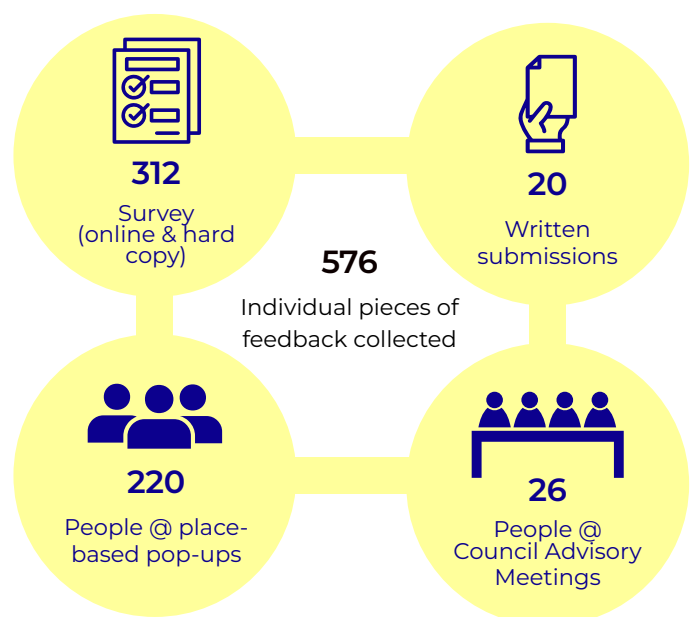 312
Survey
(online & hard
copy)
20
Written
submissions
576
Individual pieces of
feedback collected
220
People @ place-
based pop-ups
26
People @
Council Advisory
Meetings